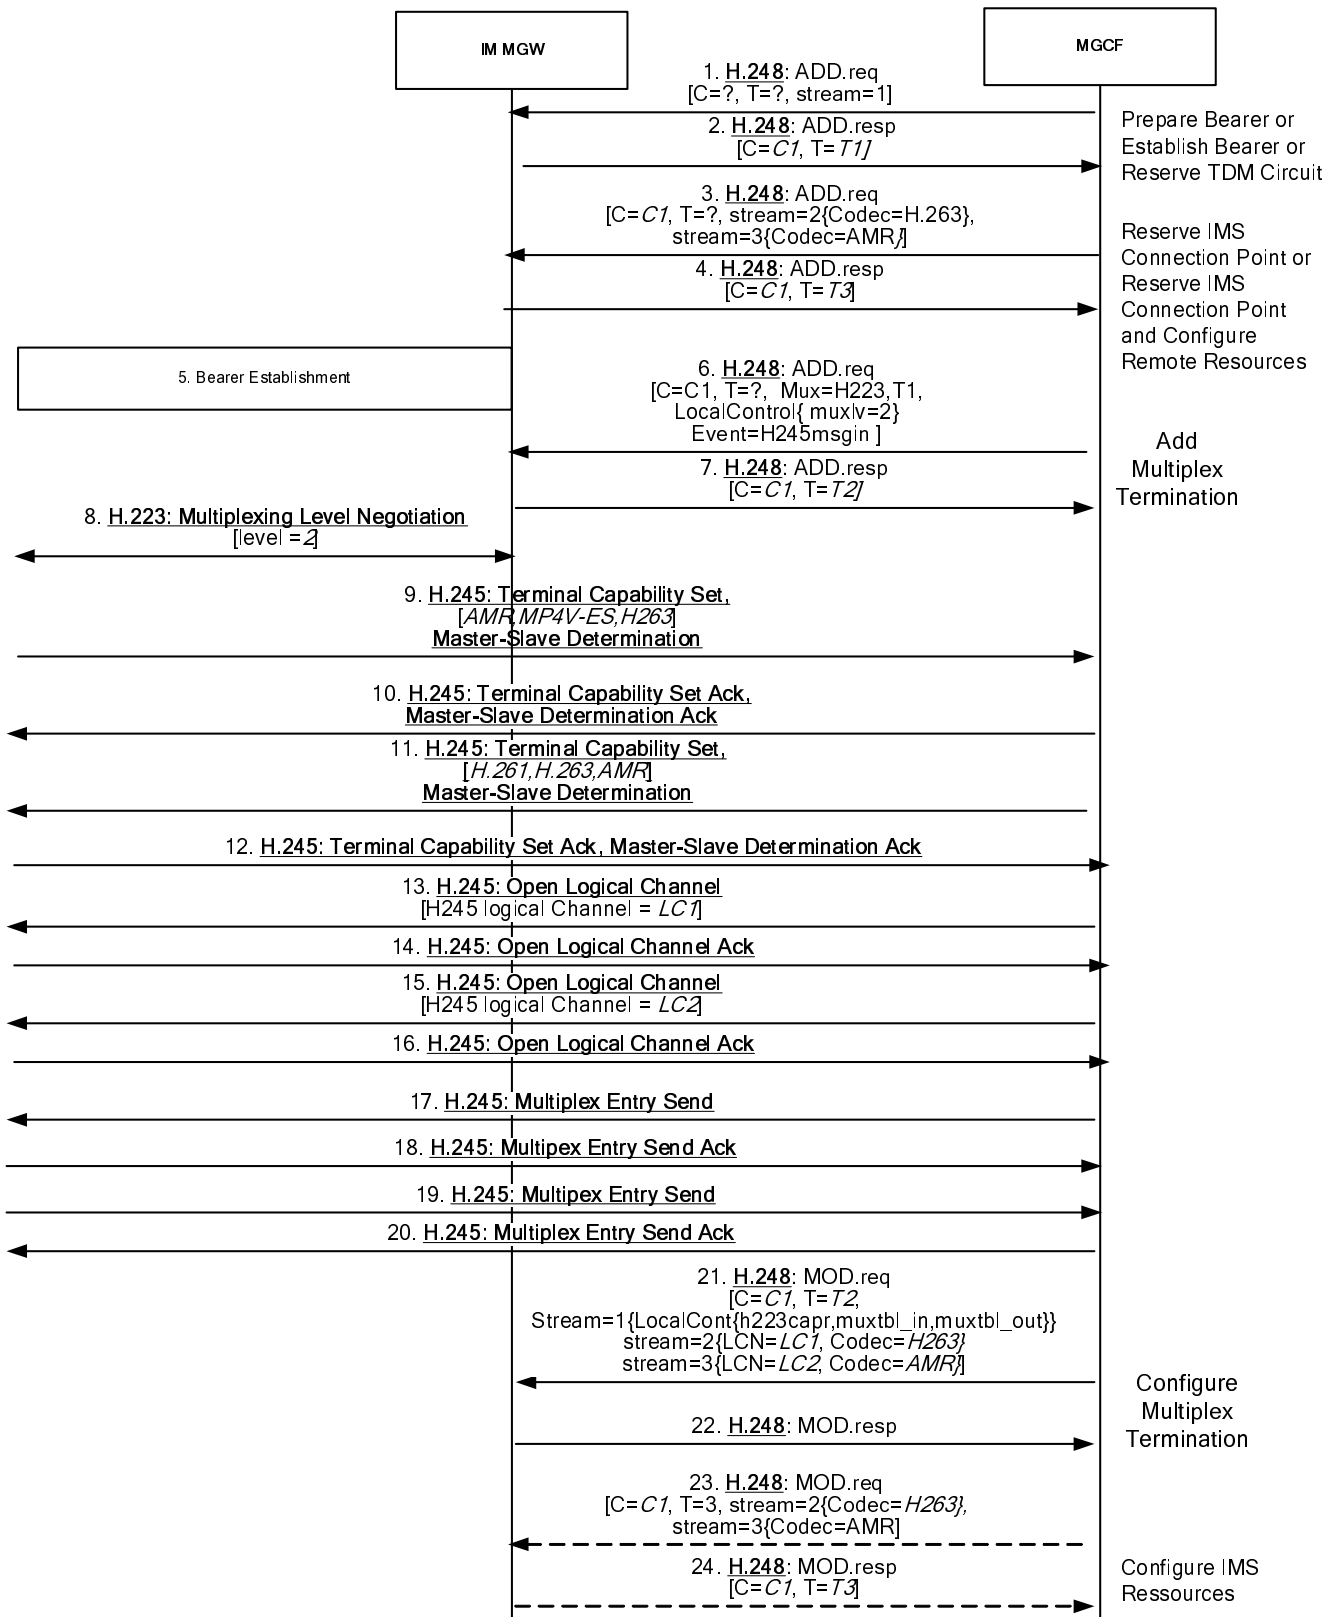 IM MGW
MGCF
1. H.248: ADD.req
[C=?, T=?, stream=1]
Prepare Bearer or
Establish Bearer or
Reserve TDM Circuit
2. H.248: ADD.resp
[C=C1, T=T1]
3. H.248: ADD.req
[C=C1, T=?, stream=2{Codec=H.263},
stream=3{Codec=AMR}]
Reserve IMS
Connection Point or
Reserve IMS
Connection Point
and Configure
Remote Resources
4. H.248: ADD.resp
[C=C1, T=T3]
5. Bearer Establishment
6. H.248: ADD.req
[C=C1, T=?, Mux=H223,T1,
LocalControl{ muxlv=2}
Event=H245msgin ]
Add
Multiplex
Termination
7. H.248: ADD.resp
[C=C1, T=T2]
8. H.223: Multiplexing Level Negotiation
[level =2]
9. H.245: Terminal Capability Set,
[AMR,MP4V-ES,H263]
Master-Slave Determination
10. H.245: Terminal Capability Set Ack,
Master-Slave Determination Ack
11. H.245: Terminal Capability Set,
[H.261,H.263,AMR]
Master-Slave Determination
12. H.245: Terminal Capability Set Ack, Master-Slave Determination Ack
13. H.245: Open Logical Channel
[H245 logical Channel = LC1]
14. H.245: Open Logical Channel Ack
15. H.245: Open Logical Channel
[H245 logical Channel = LC2]
16. H.245: Open Logical Channel Ack
17. H.245: Multiplex Entry Send
18. H.245: Multipex Entry Send Ack
19. H.245: Multipex Entry Send
20. H.245: Multiplex Entry Send Ack
21. H.248: MOD.req
[C=C1, T=T2,
Stream=1{LocalCont{h223capr,muxtbl_in,muxtbl_out}}
stream=2{LCN=LC1, Codec=H263}
stream=3{LCN=LC2, Codec=AMR}]
Configure
Multiplex
Termination
22. H.248: MOD.resp
23. H.248: MOD.req
[C=C1, T=3, stream=2{Codec=H263},
stream=3{Codec=AMR]
24. H.248: MOD.resp
[C=C1, T=T3]
Configure IMS
Ressources